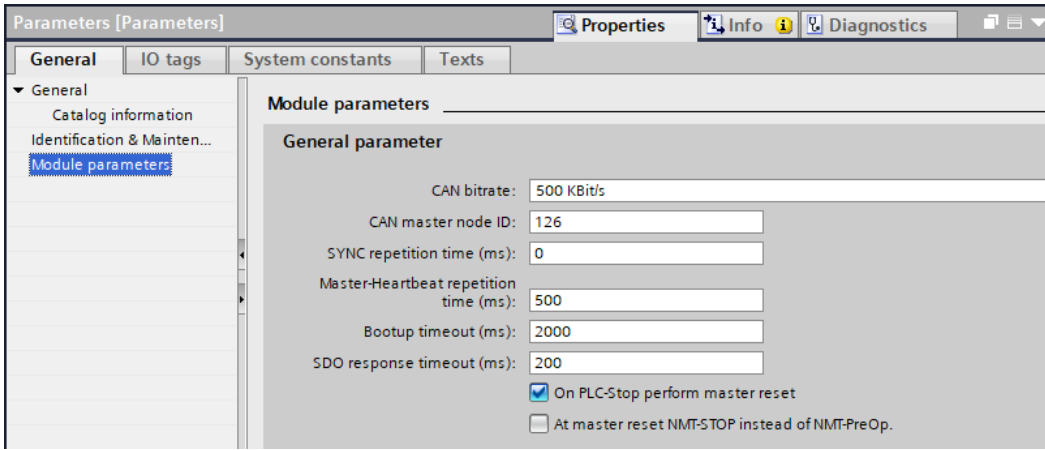 Parameters [Parameters]
Properties
Info
Diagnostics
General
IO tags
System constants
Texts
General
Catalog information
Identification & Mainten...
Module parameters
Module parameters
General parameter
CAN bitrate: 500 KBit/s
CAN master node ID: 126
SYNC repetition time (ms): 0
Master-Heartbeat repetition
time (ms): 500
Bootup timeout (ms): 2000
SDO response timeout (ms): 200
On PLC-Stop perform master reset
At master reset NMT-STOP instead of NMT-PreOp.